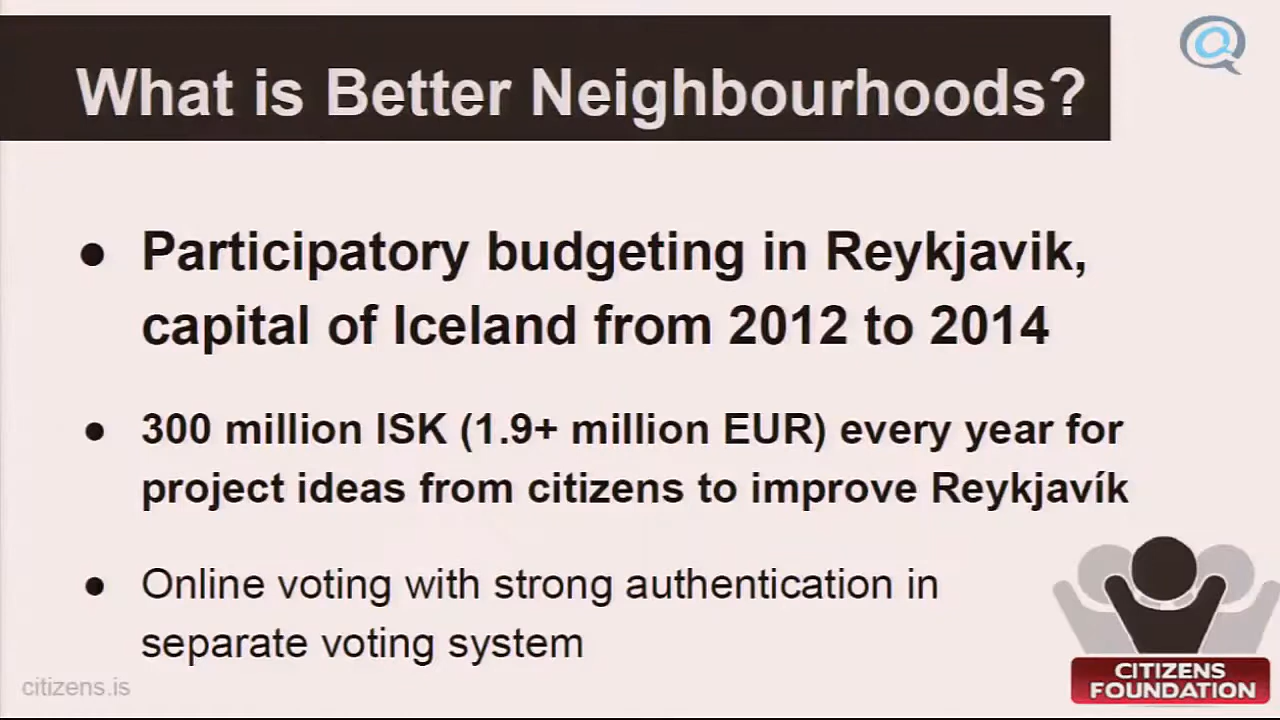 What is Better Neighbourhoods?
● Participatory budgeting in Reykjavik,
capital of Iceland from 2012 to 2014
● 300 million ISK (1.9+ million EUR) every year for
project ideas from citizens to improve Reykjavík
● Online voting with strong authentication in
separate voting system
citizens.is
CITIZENS
FOUNDATION